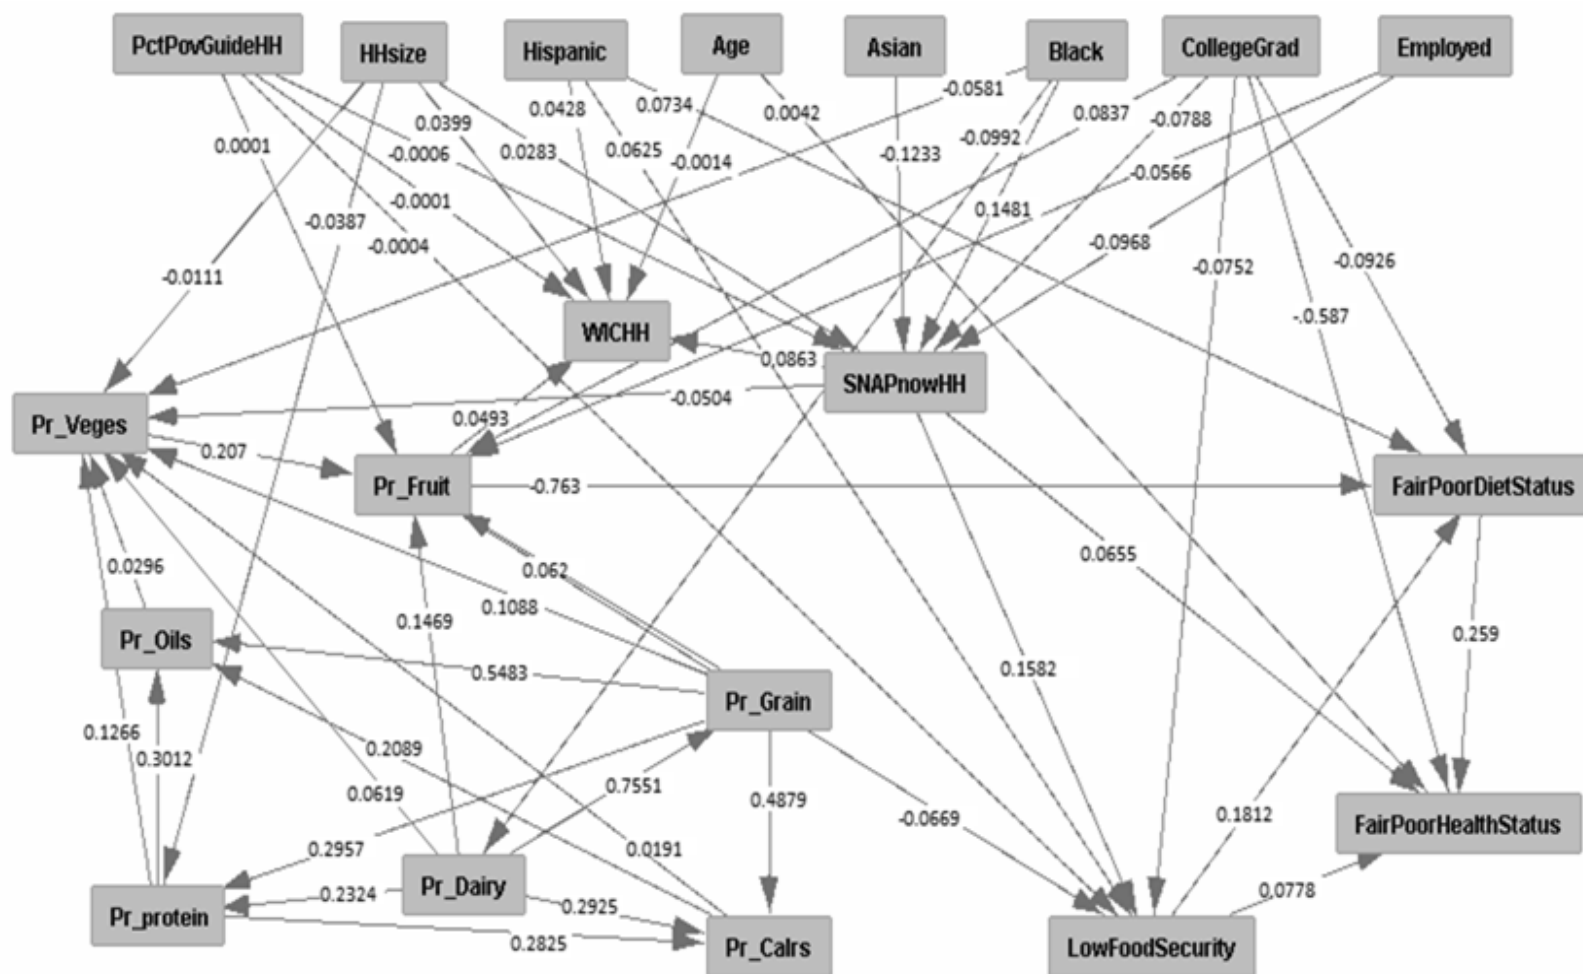 PctPovGuideHH
HHsize
Hispanic
Age
Asian
Black
CollegeGrad
Employed
0.0001
0.0399
-0.0006
0.0283
0.0428
0.0734
0.0625
-0.0014
0.0042
-0.1233
-0.0581
-0.0992
0.0837
-0.0788
-0.0566
0.1481
-0.0968
-0.0752
-0.0926
-.0.587
-0.0001
-0.0387
-0.0004
-0.0111
WICHH
0.0863
SNAPnowHH
-0.0504
Pr_Veges
0.0493
0.207
Pr_Fruit
-0.763
FairPoorDietStatus
0.0296
0.062
0.0655
0.1088
0.1469
Pr_Oils
0.259
0.5483
0.1582
Pr_Grain
0.1266
0.3012
0.2089
0.0619
0.7551
0.4879
-0.0669
0.1812
FairPoorHealthStatus
0.2957
0.0191
Pr_Dairy
0.2324
0.2925
0.0778
Pr_protein
0.2825
Pr_Calrs
LowFoodSecurity